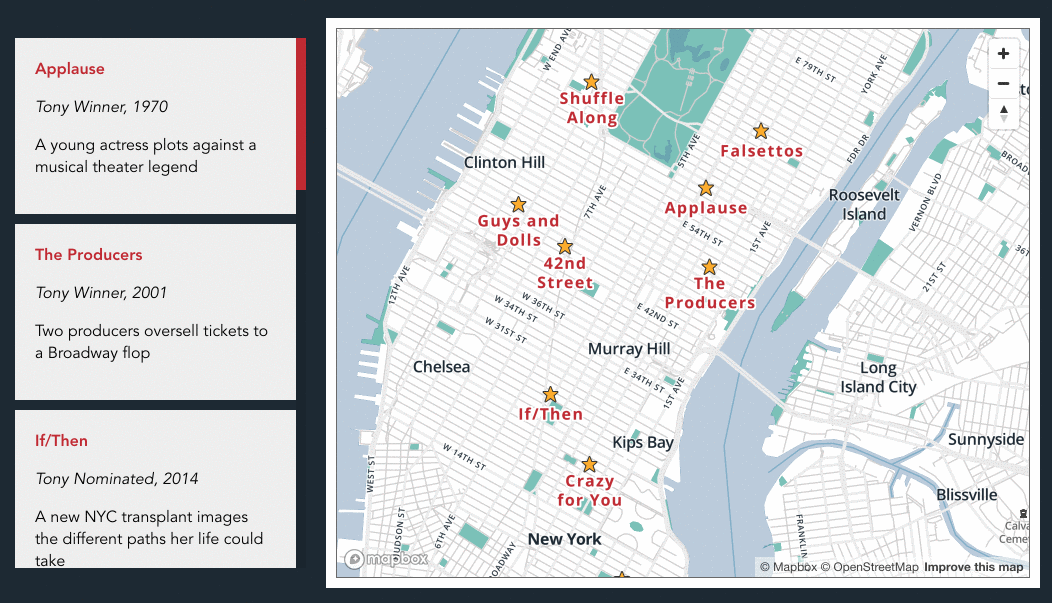 Applause
Tony Winner, 1970
A young actress plots against a
musical theater legend
The Producers
Tony Winner, 2001
Two producers oversell tickets to
a Broadway flop
If/Then
Tony Nominated, 2014
A new NYC transplant images
the different paths her life could
take
W END AVE
E 79TH ST
YORK AVE
Shuffle
Along
5TH AVE
Falsettos
FDR DR
Clinton Hill
Roosevelt
Island
VERNON BLVD
7TH AVE
Applause
Guys and
Dolls
E 54TH ST
1ST AVE
42nd
Street
The
Producers
21ST ST
12TH AVE
W 36TH ST
W 34TH ST
W 31ST ST
E 42ND ST
Murray Hill
Chelsea
E 34TH ST
1ST AVE
Long
Island City
If/Then
Kips Bay
Sunnyside
W 14TH ST
WEST ST
Crazy
for You
Blissville
6TH AVE
New York
mapbox
© Mapbox © OpenStreetMap Improve this map